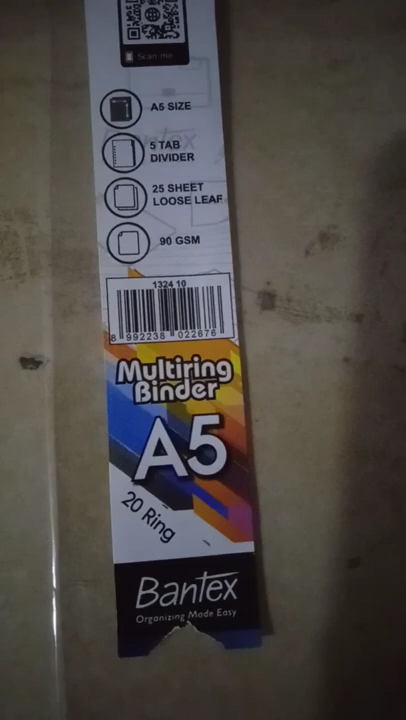 Scan me
A5 SIZE
5 TAB
DIVIDER
25 SHEET
LOOSE LEAF
90 GSM
1324 10
8 992238 022676
Multiring
Binder
A5
20 Ring
Bantex
Organizing Made Easy